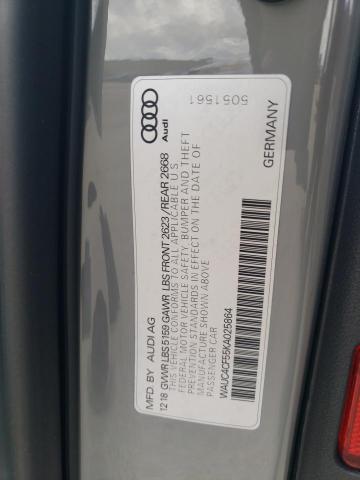 5051561
Audi
GERMANY
MFD. BY AUDI AG
12 18 GVWR LBS 5159 GAWR LBS FRONT 2623 / REAR 2668
THIS VEHICLE CONFORMS TO ALL APPLICABLE U S
FEDERAL MOTOR VEHICLE SAFETY, BUMPER AND THEFT
PREVENTION STANDARDS IN EFFECT ON THE DATE OF
MANUFACTURE SHOWN ABOVE
PASSENGER CAR
WAUC4CF55KA025864